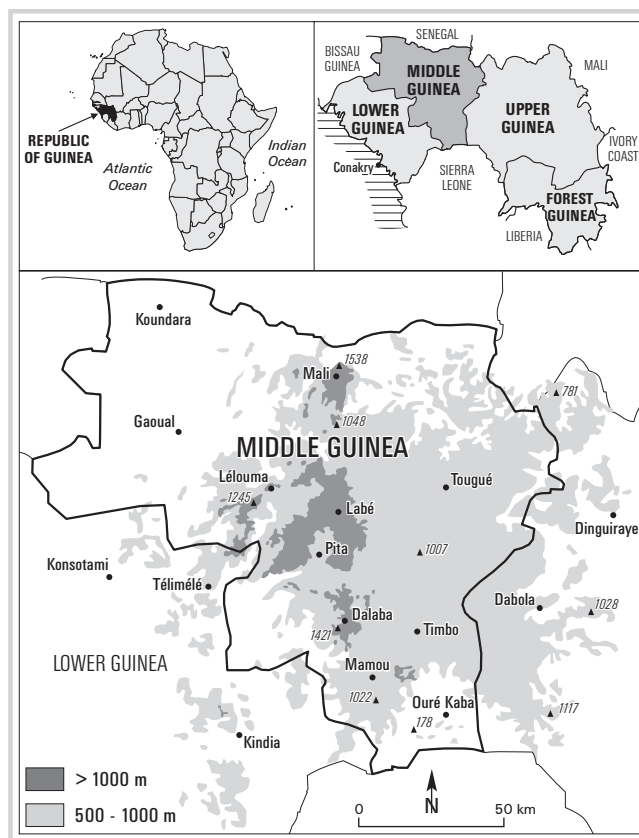 REPUBLIC
OF GUINEA
Atlantic
Ocean
Indian
Ocean
SENEGAL
BISSAU
GUINEA
MIDDLE
GUINEA
MALI
LOWER
GUINEA
UPPER
GUINEA
IVORY
COAST
Conakry
SIERRA
LEONE
FOREST
GUINEA
LIBERIA
Koundara
1538
Mali
781
1048
Gaoual
MIDDLE GUINEA
Lélouma
1245
Tougué
Labé
Dinguiraye
Pita
1007
Konsotami
Télimélé
Dabola
1028
Dalaba
1421
Timbo
LOWER GUINEA
Mamou
1022
Ouré Kaba
178
1117
Kindia
> 1000 m
500 - 1000 m
N
0
50 km